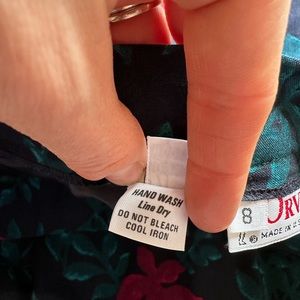 HAND WASH
Line Dry
DO NOT BLEACH
COOL IRON
8
MADE IN